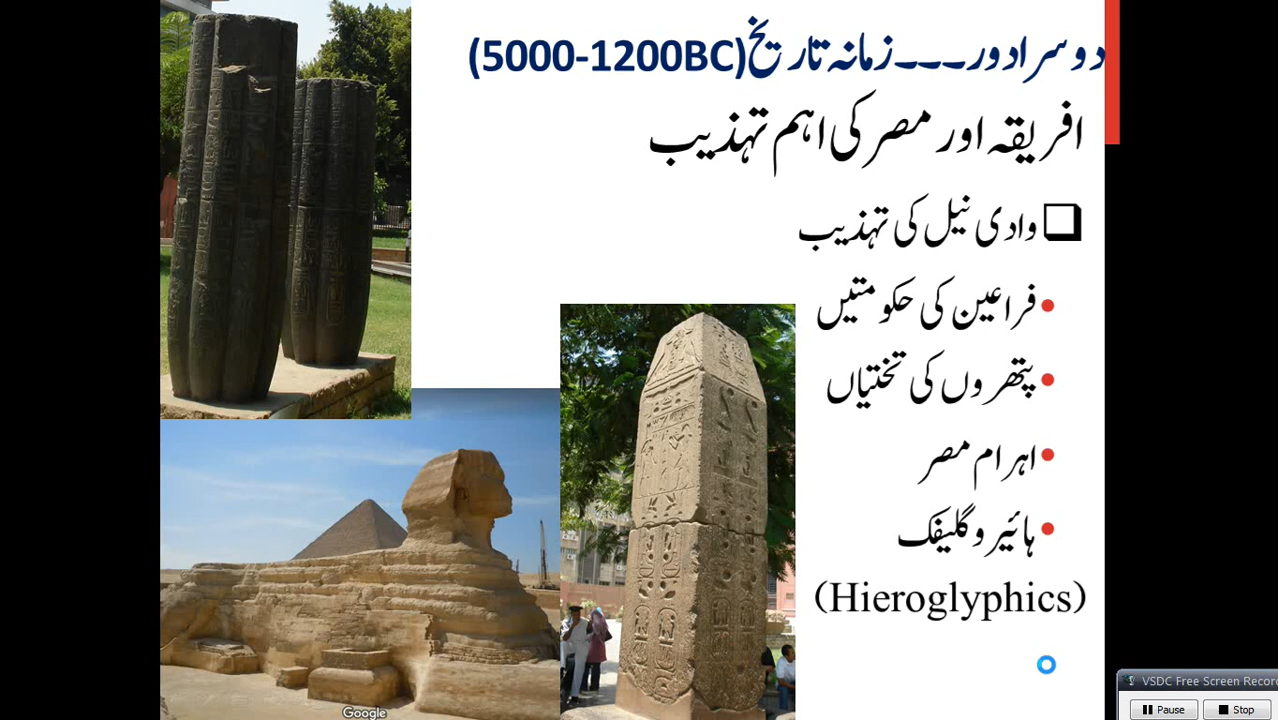 دوسرا دور۔۔۔زمانہ تاریخ(5000-1200BC)
افریقہ اور مصر کی اہم تہذیب
وادی نیل کی تہذیب
فراعین کی حکومتیں
پتھروں کی تختیاں
اہرام مصر
ہائیروگلیفک
(Hieroglyphics)
Google
VSDC Free Screen Recor
Pause Stop